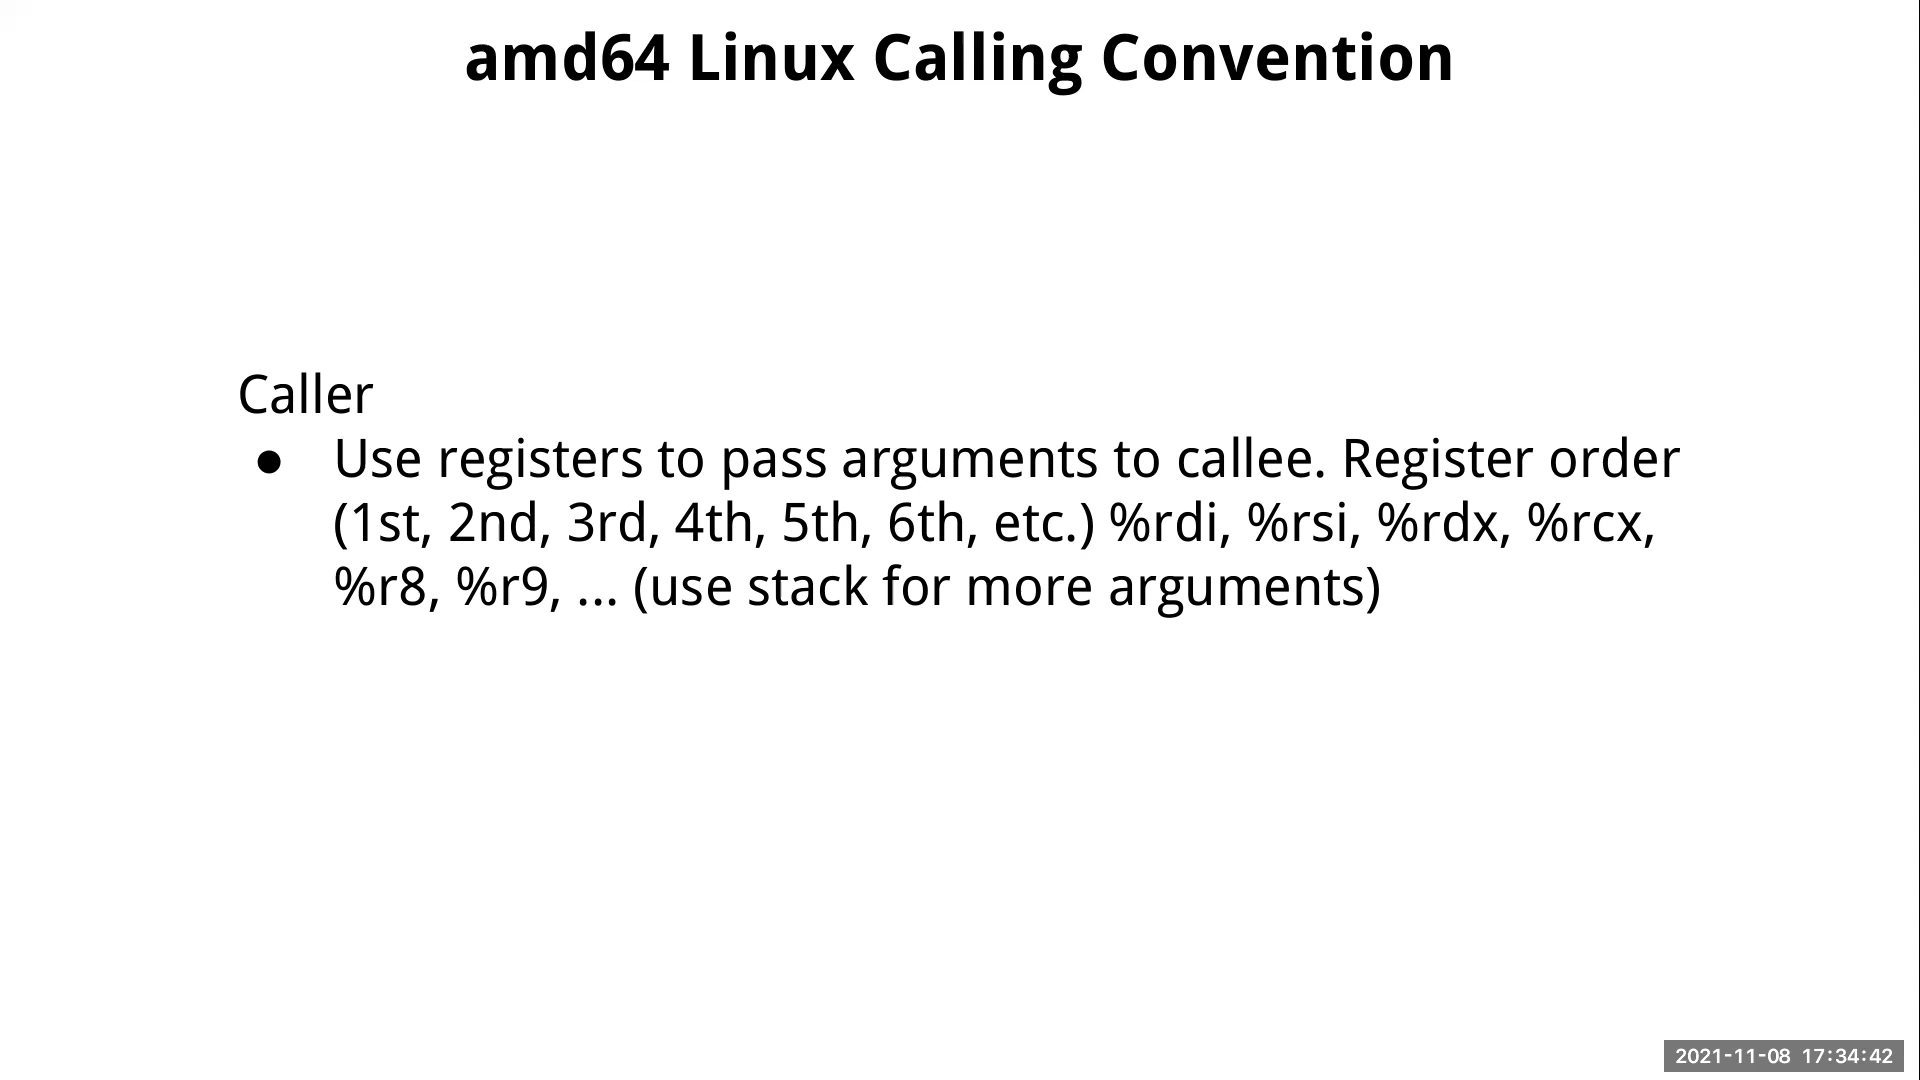 amd64 Linux Calling Convention
Caller
● Use registers to pass arguments to callee. Register order
(1st, 2nd, 3rd, 4th, 5th, 6th, etc.) %rdi, %rsi, %rdx, %rcx,
%r8, %r9, ... (use stack for more arguments)
2021-11-08 17:34:42